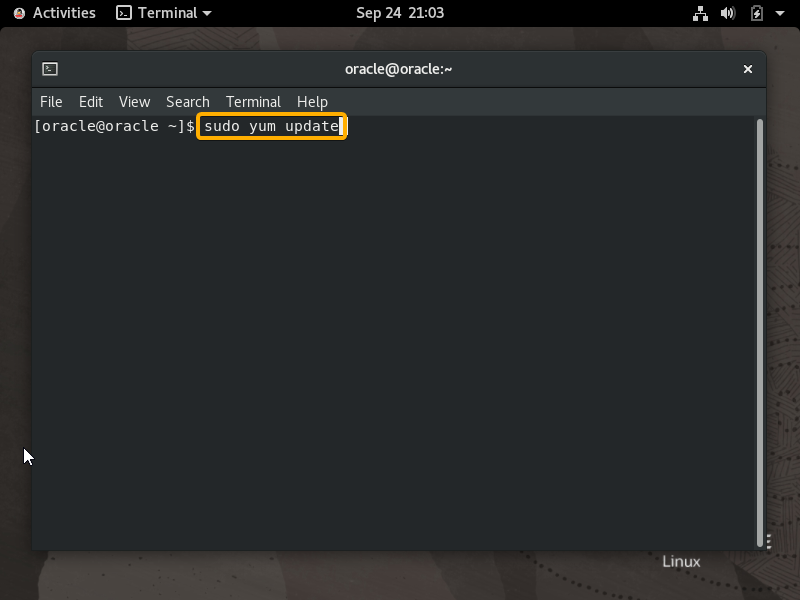 Activities Terminal Sep 24 21:03
oracle@oracle:~
File Edit View Search Terminal Help
[oracle@oracle ~]$ sudo yum update
Linux